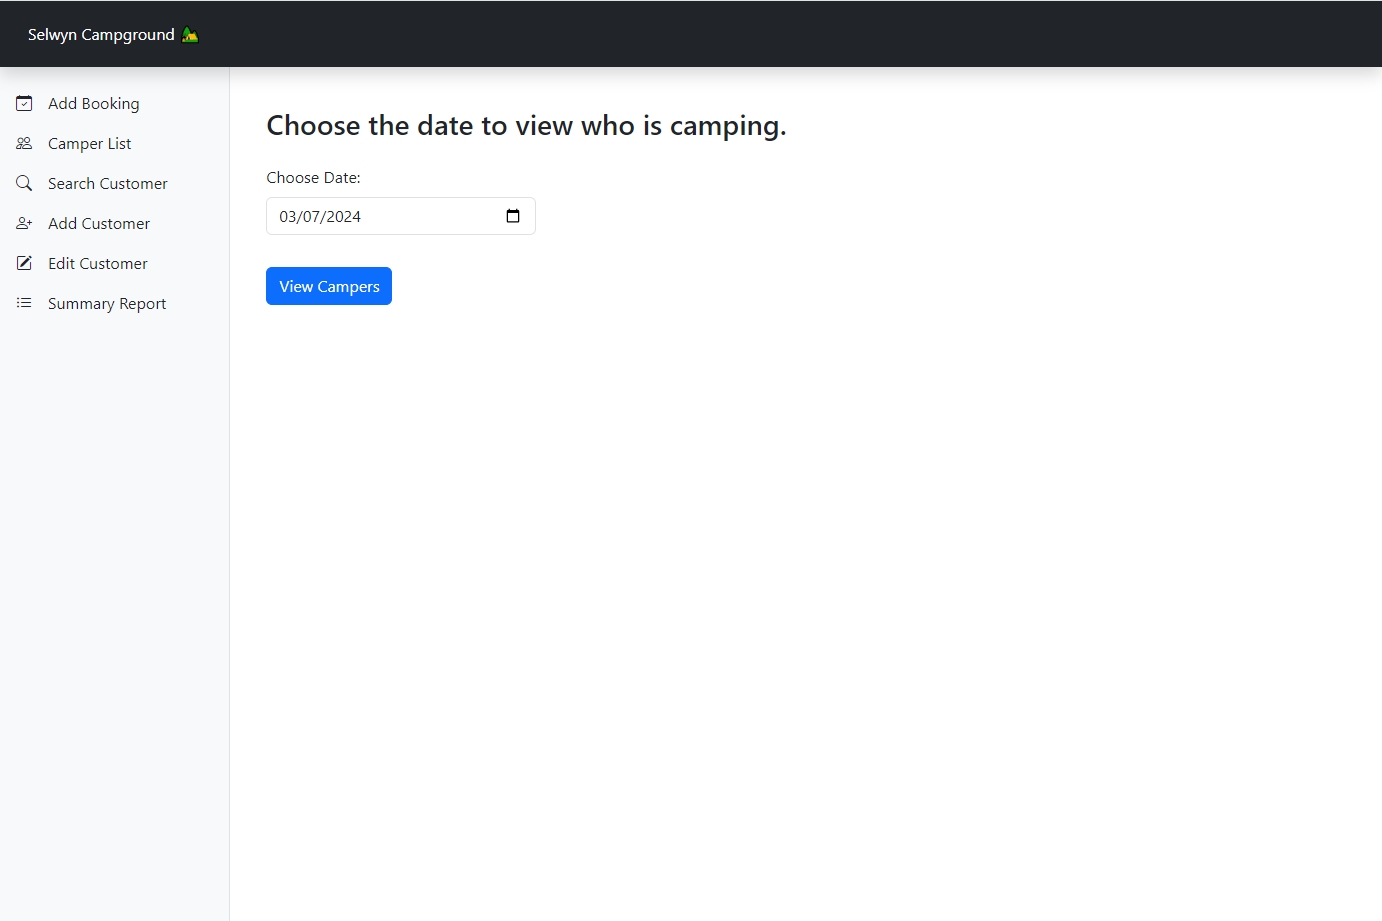 Selwyn Campground
Add Booking
Camper List
Search Customer
Add Customer
Edit Customer
Summary Report
Choose the date to view who is camping.
Choose Date:
03/07/2024
View Campers